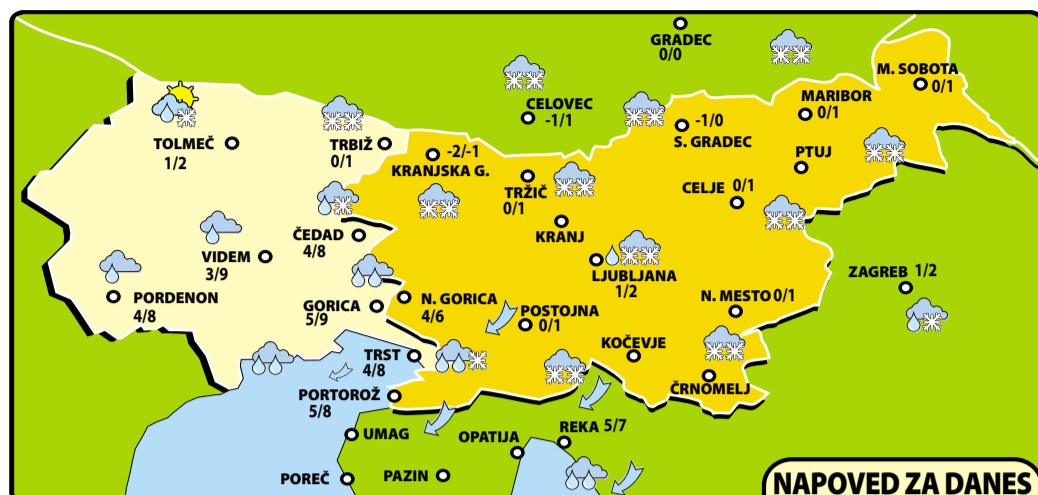 GRADEC
0/0
M. SOBOTA
0/1
CELOVEC
-1/1
MARIBOR
0/1
-1/0
S. GRADEC
TOLMEČ
1/2
TRBIŽ
0/1
-2/-1
KRANJSKA G.
PTUJ
TRŽIČ
0/1
CELJE 0/1
KRANJ
ČEDAD
4/8
VIDEM
3/9
LJUBLJANA
1/2
ZAGREB 1/2
PORDENON
4/8
GORICA
5/9
N. GORICA
4/6
POSTOJNA
0/1
N. MESTO 0/1
TRST
4/8
KOČEVJE
ČRNOMELJ
PORTOROŽ
5/8
UMAG
OPATIJA
REKA 5/7
POREČ
PAZIN
NAPOVED ZA DANES